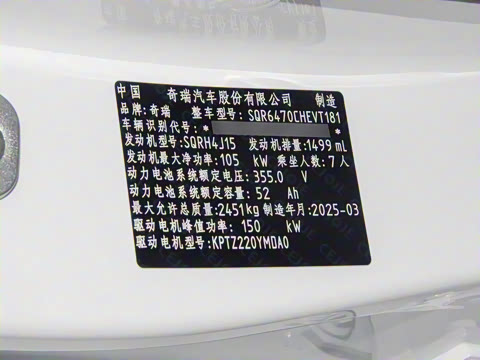 中国 奇瑞汽车股份有限公司 制造
品牌:奇瑞 整车型号:SQR6470CHEVT181
车辆识别代号:* *
发动机型号:SQRH4J15 发动机排量:1499 mL
发动机最大净功率:105 kW 乘坐人数:7 人
动力电池系统额定电压:355.0 V
动力电池系统额定容量:52 Ah
最大允许总质量:2451kg 制造年月:2025-03
驱动电机峰值功率:150 kW
驱动电机型号:KPTZ220YMDA0